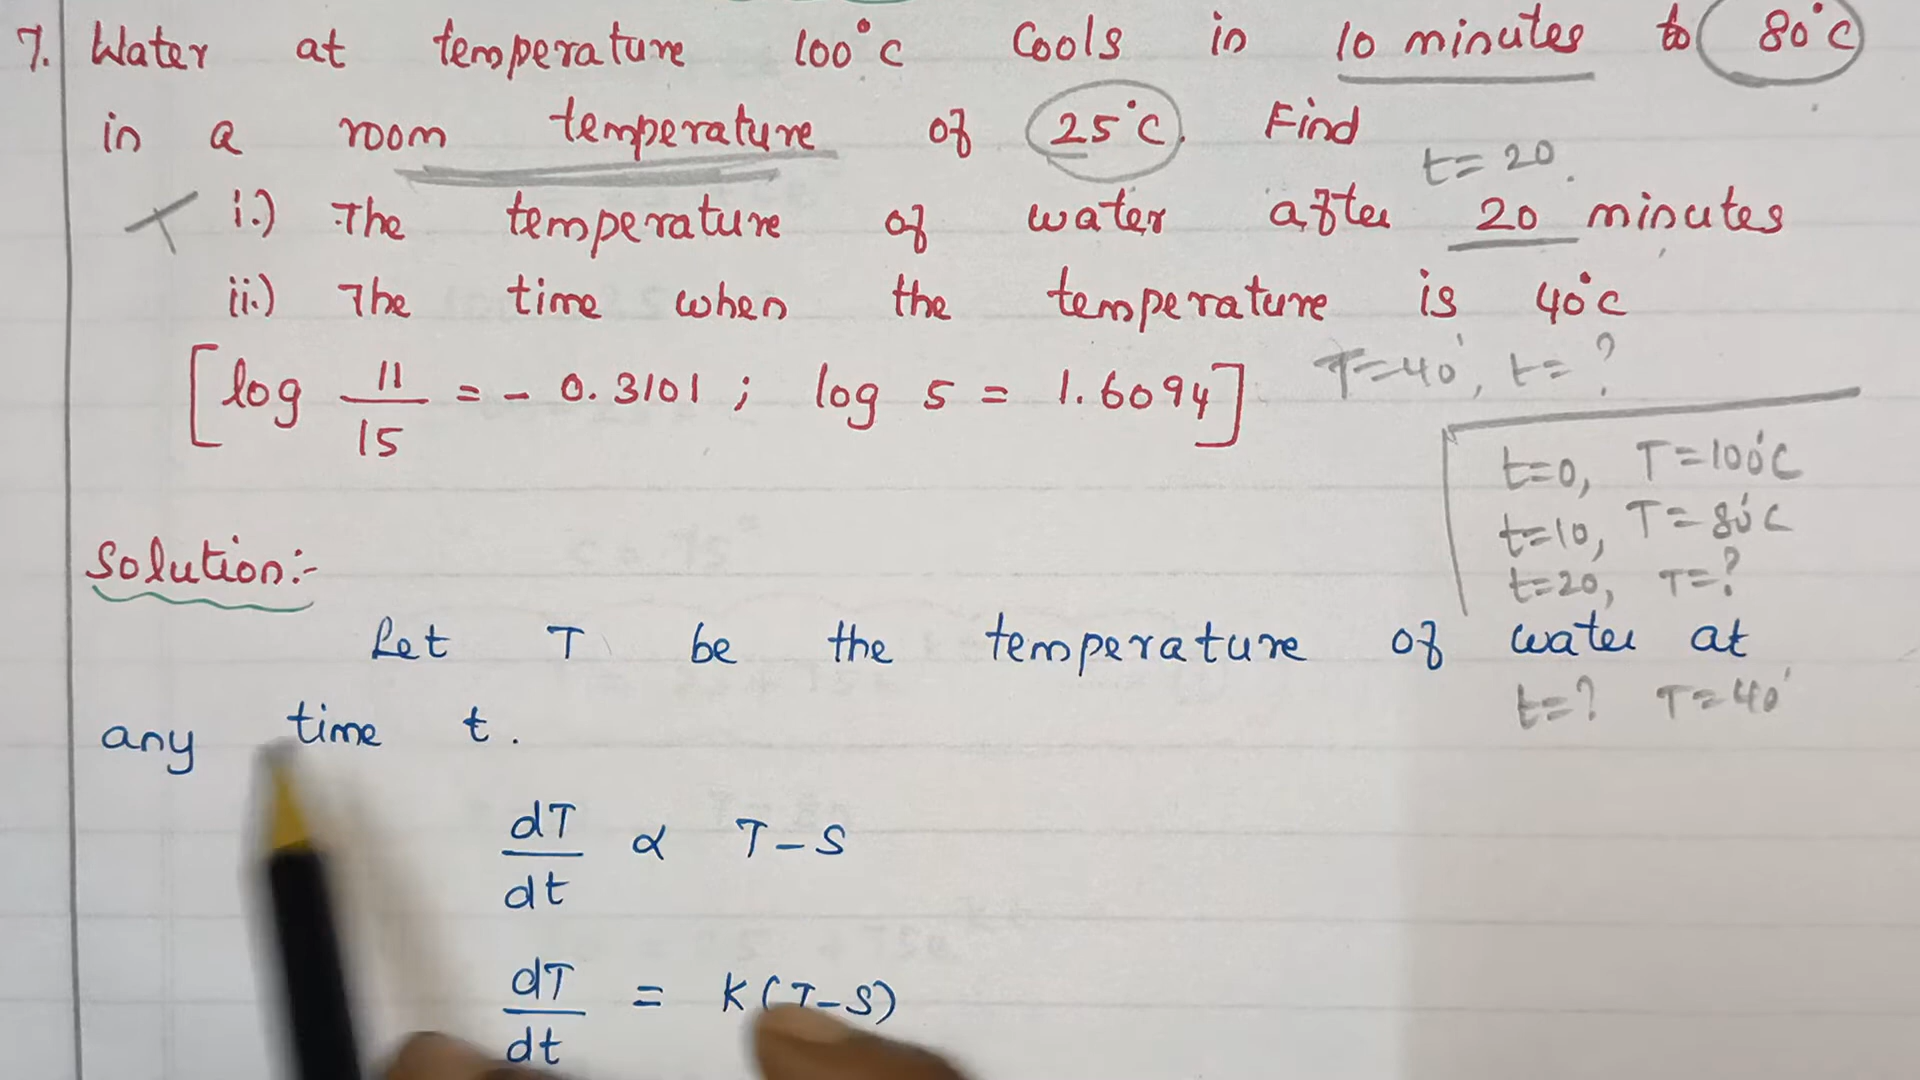 7. Water at temperature 100°C cools in 10 minutes to 80°C
in a room temperature of 25°C. Find
t=20.
i.) The temperature of water after 20 minutes
ii.) The time when the temperature is 40°C
T=40°, t=?
[log 11/15 = -0.3101; log 5 = 1.6094]
t=0, T=100°C
t=10, T=80°C
t=20, T=?
Solution:-
Let T be the temperature of water at
t=? T=40°
any time t.
dT/dt ∝ T-S
dT/dt = K(T-S)